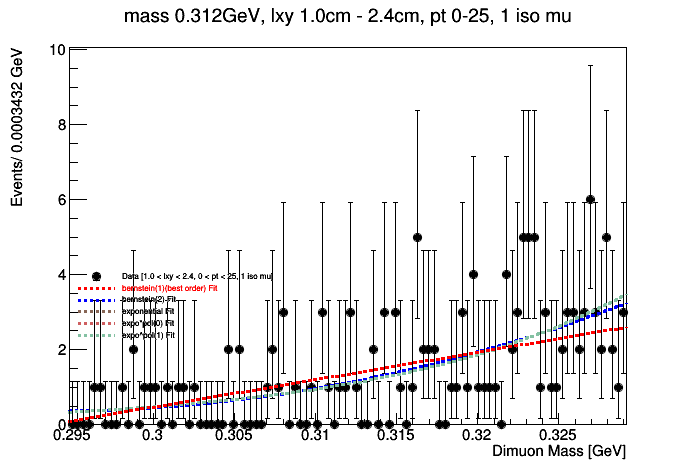 mass 0.312GeV, lxy 1.0cm - 2.4cm, pt 0-25, 1 iso mu
Events/ 0.0003432 GeV
10
8
6
4
2
0
Data [1.0 < lxy < 2.4, 0 < pt < 25, 1 iso mu]
bernstein(1)(best order) Fit
bernstein(2) Fit
exponential Fit
expo*pol(0) Fit
expo*pol(1) Fit
0.295 0.3 0.305 0.31 0.315 0.32 0.325
Dimuon Mass [GeV]